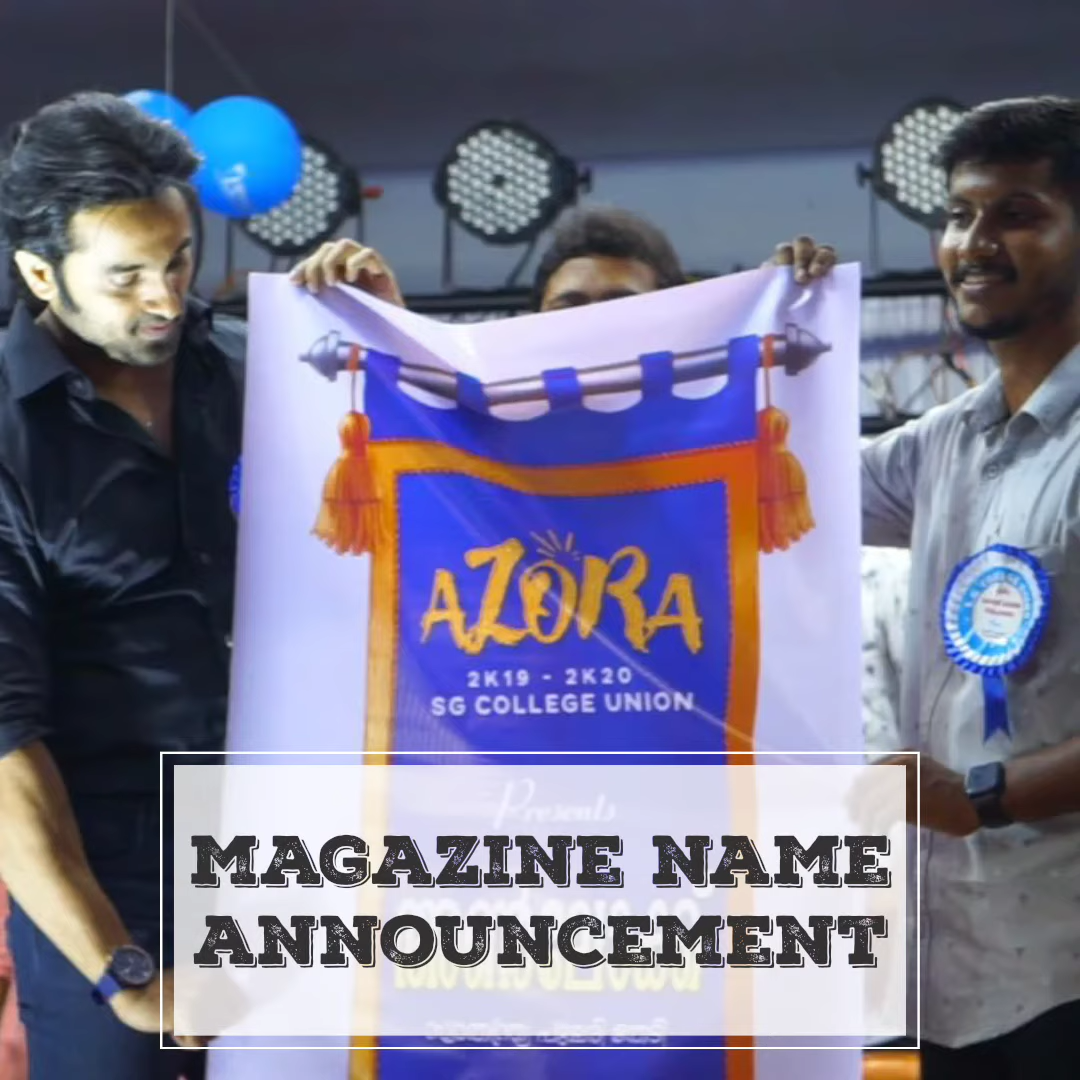 AZORA
2K19 - 2K20
SG COLLEGE UNION
Presents
MAGAZINE NAME
ANNOUNCEMENT